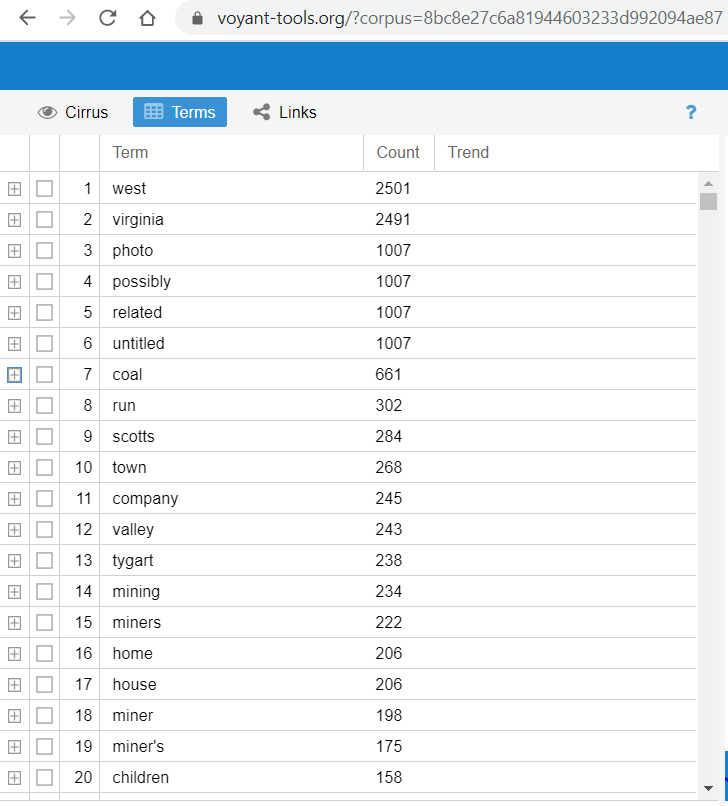 voyant-tools.org/?corpus=8bc8e27c6a81944603233d992094ae87
Cirrus Terms Links ?
Term Count Trend
1 west 2501
2 virginia 2491
3 photo 1007
4 possibly 1007
5 related 1007
6 untitled 1007
7 coal 661
8 run 302
9 scotts 284
10 town 268
11 company 245
12 valley 243
13 tygart 238
14 mining 234
15 miners 222
16 home 206
17 house 206
18 miner 198
19 miner's 175
20 children 158